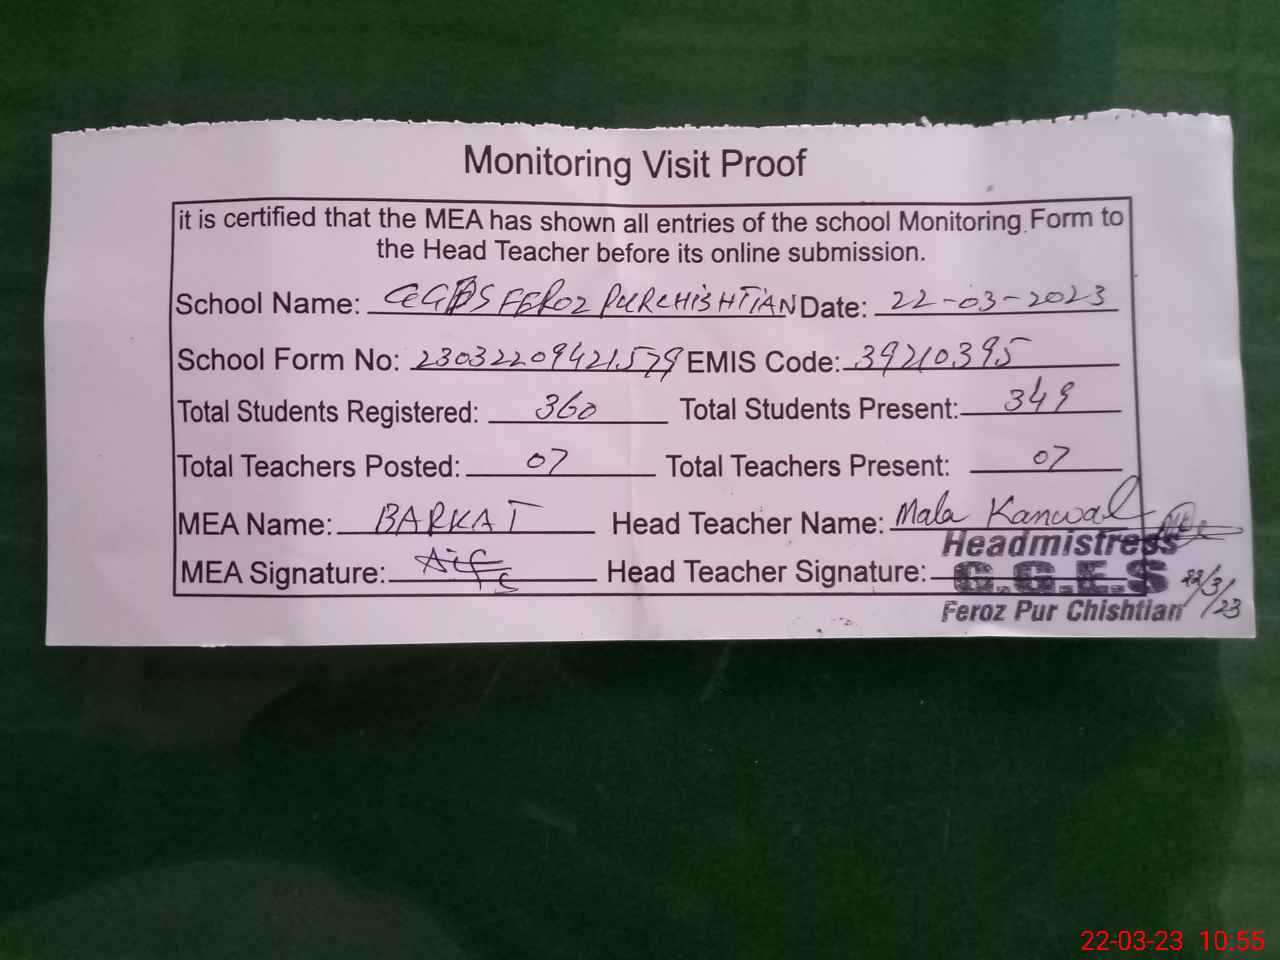 Monitoring Visit Proof
it is certified that the MEA has shown all entries of the school Monitoring Form to
the Head Teacher before its online submission.
School Name: GGPS FEROZ PURCHISHTIAN Date: 22-03-2023
School Form No: 23032209421579 EMIS Code: 39210395
Total Students Registered: 360 Total Students Present: 349
Total Teachers Posted: 07 Total Teachers Present: 07
MEA Name: BARKAT Head Teacher Name: Mala Kanwal
MEA Signature: Head Teacher Signature:
Headmistress
G.G.E.S
Feroz Pur Chishtian
22/3/23
22-03-23 10:55